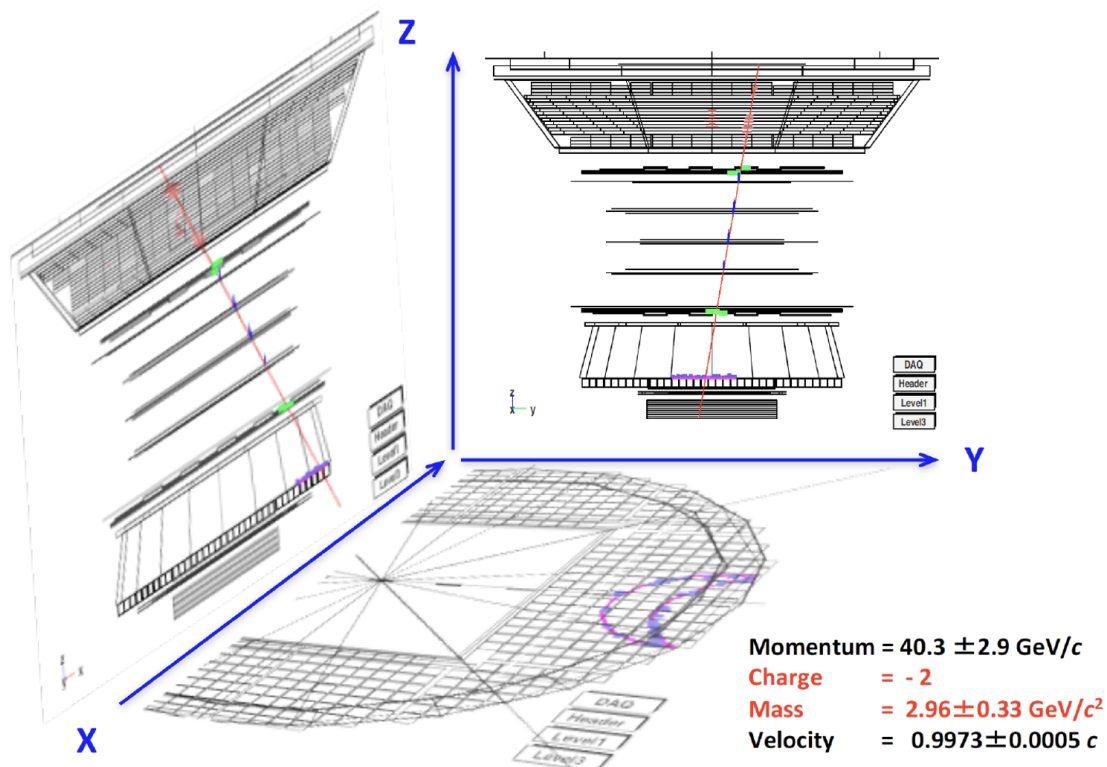 Z
DAQ
Header
Level1
Level3
z
x
y
DAQ
Header
Level1
Level3
Y
z
x
y
X
DAQ
Header
Level1
Level3
Momentum = 40.3 ±2.9 GeV/c
Charge = - 2
Mass = 2.96±0.33 GeV/c²
Velocity = 0.9973±0.0005 c